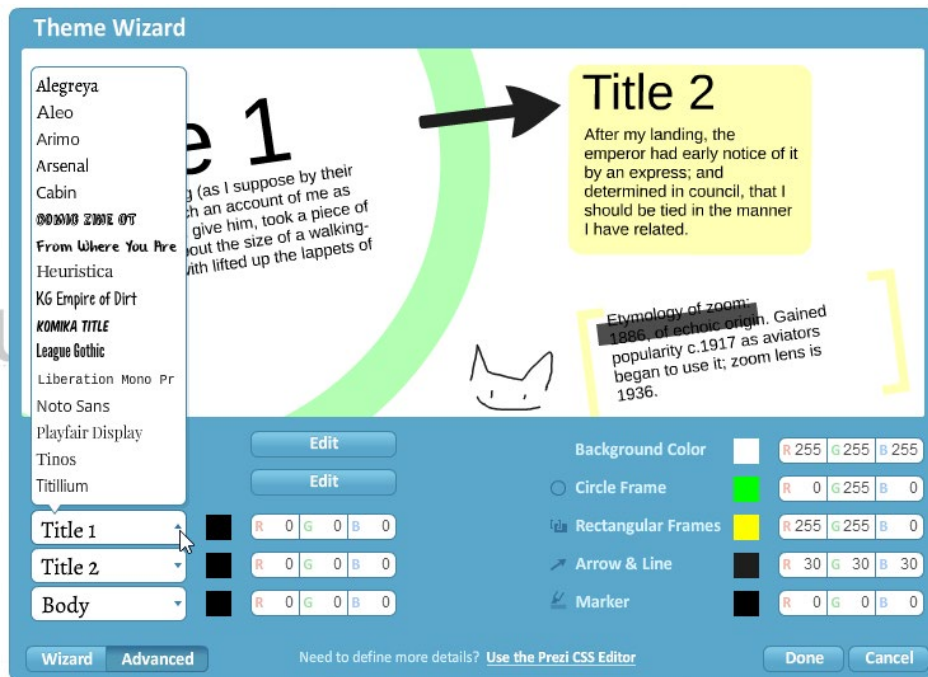 Theme Wizard
Alegreya
Aleo
Arimo
Arsenal
Cabin
COMIC ZINE OT
From Where You Are
Heuristica
KG Empire of Dirt
KOMIKA TITLE
League Gothic
Liberation Mono Pr
Noto Sans
Playfair Display
Tinos
Titillium
e 1
g (as I suppose by their
ch an account of me as
give him, took a piece of
out the size of a walking-
with lifted up the lappets of
Title 2
After my landing, the
emperor had early notice of it
by an express; and
determined in council, that I
should be tied in the manner
I have related.
Etymology of zoom:
1886, of echoic origin. Gained
popularity c.1917 as aviators
began to use it; zoom lens is
1936.
Edit
Edit
Title 1 R 0 G 0 B 0
Title 2 R 0 G 0 B 0
Body R 0 G 0 B 0
Background Color R 255 G 255 B 255
Circle Frame R 0 G 255 B 0
Rectangular Frames R 255 G 255 B 0
Arrow & Line R 30 G 30 B 30
Marker R 0 G 0 B 0
Wizard Advanced
Need to define more details? Use the Prezi CSS Editor
Done Cancel